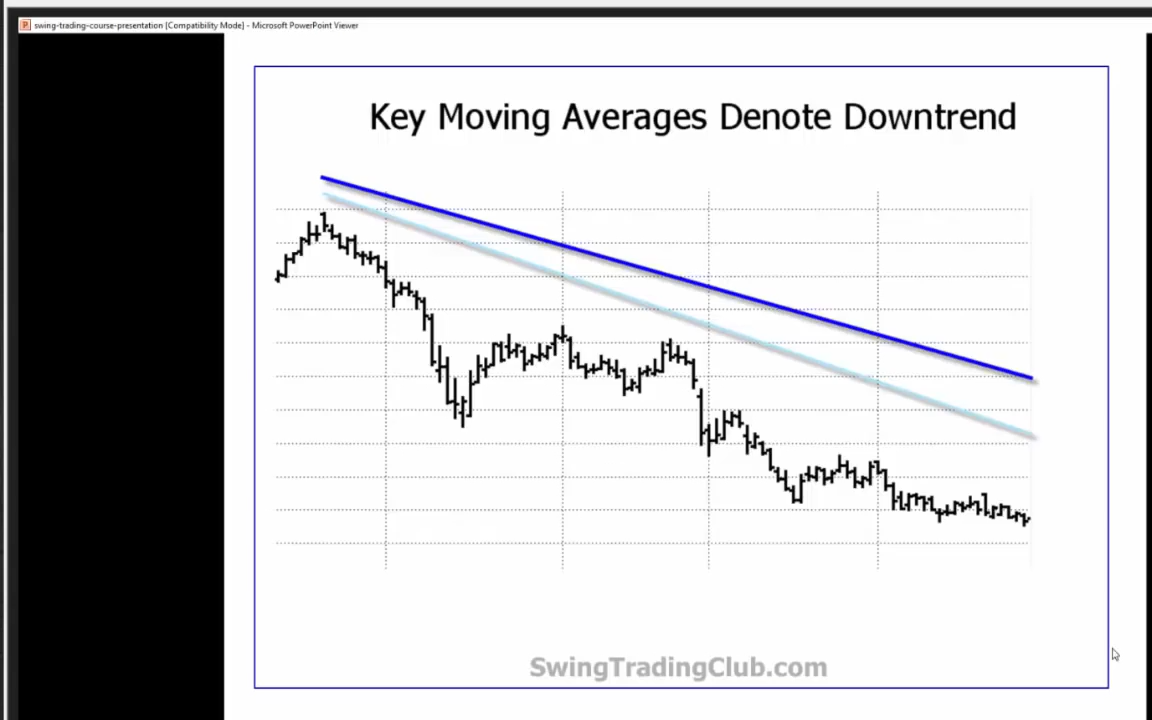 swing-trading-course-presentation [Compatibility Mode] - Microsoft PowerPoint Viewer
Key Moving Averages Denote Downtrend
SwingTradingClub.com